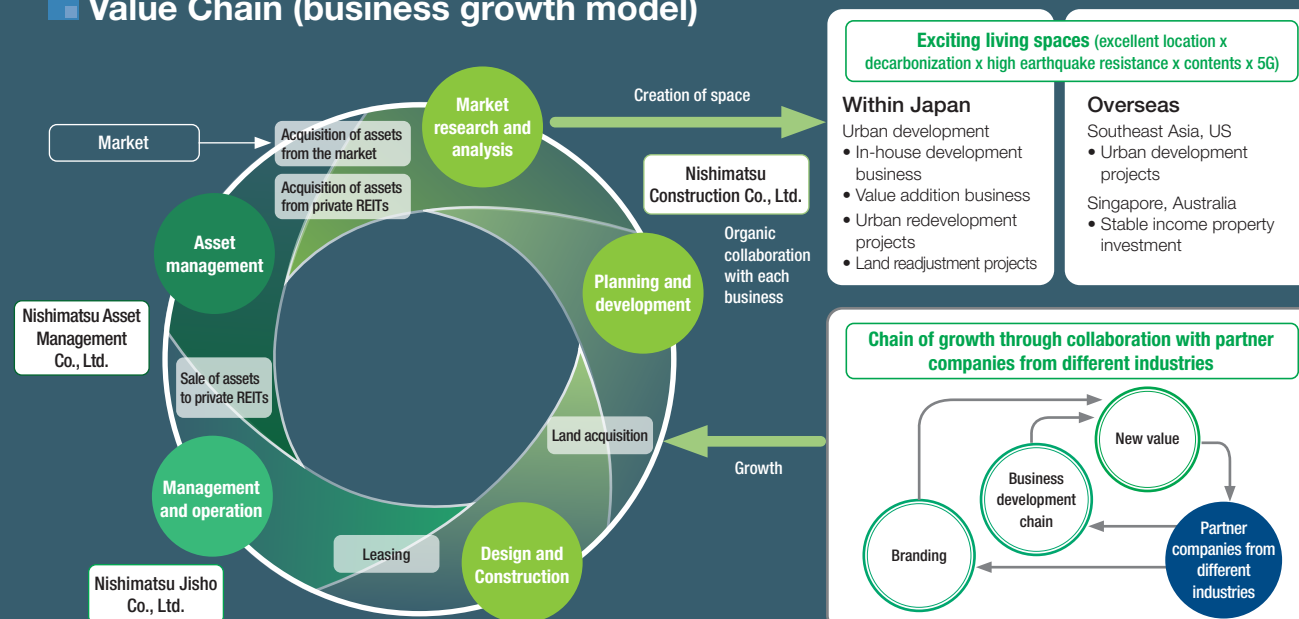 Value Chain (business growth model)
Market
Acquisition of assets
from the market
Acquisition of assets
from private REITs
Market
research and
analysis
Creation of space
Nishimatsu
Construction Co., Ltd.
Organic
collaboration
with each
business
Asset
management
Planning and
development
Nishimatsu Asset
Management
Co., Ltd.
Sale of assets
to private REITs
Land acquisition
Growth
Management
and operation
Leasing
Design and
Construction
Nishimatsu Jisho
Co., Ltd.
Exciting living spaces (excellent location x
decarbonization x high earthquake resistance x contents x 5G)
Within Japan
Urban development
• In-house development
business
• Value addition business
• Urban redevelopment
projects
• Land readjustment projects
Overseas
Southeast Asia, US
• Urban development
projects
Singapore, Australia
• Stable income property
investment
Chain of growth through collaboration with partner
companies from different industries
New value
Business
development
chain
Branding
Partner
companies from
different
industries